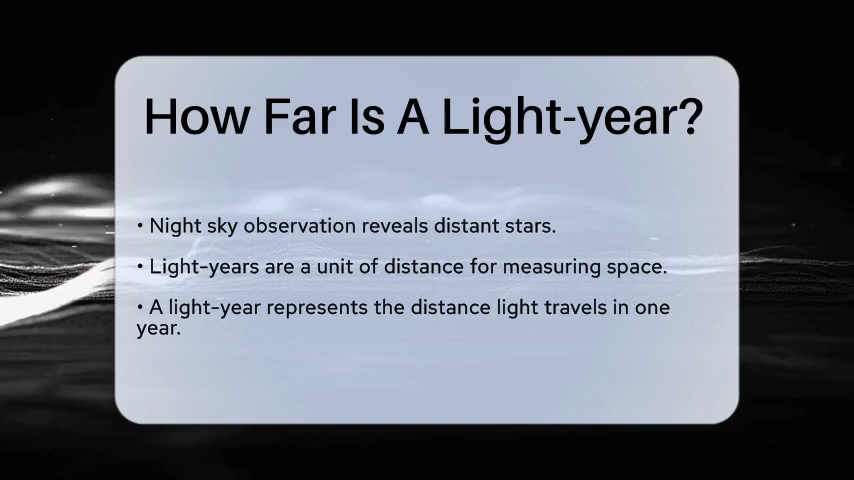 How Far Is A Light-year?
• Night sky observation reveals distant stars.
• Light-years are a unit of distance for measuring space.
• A light-year represents the distance light travels in one
year.